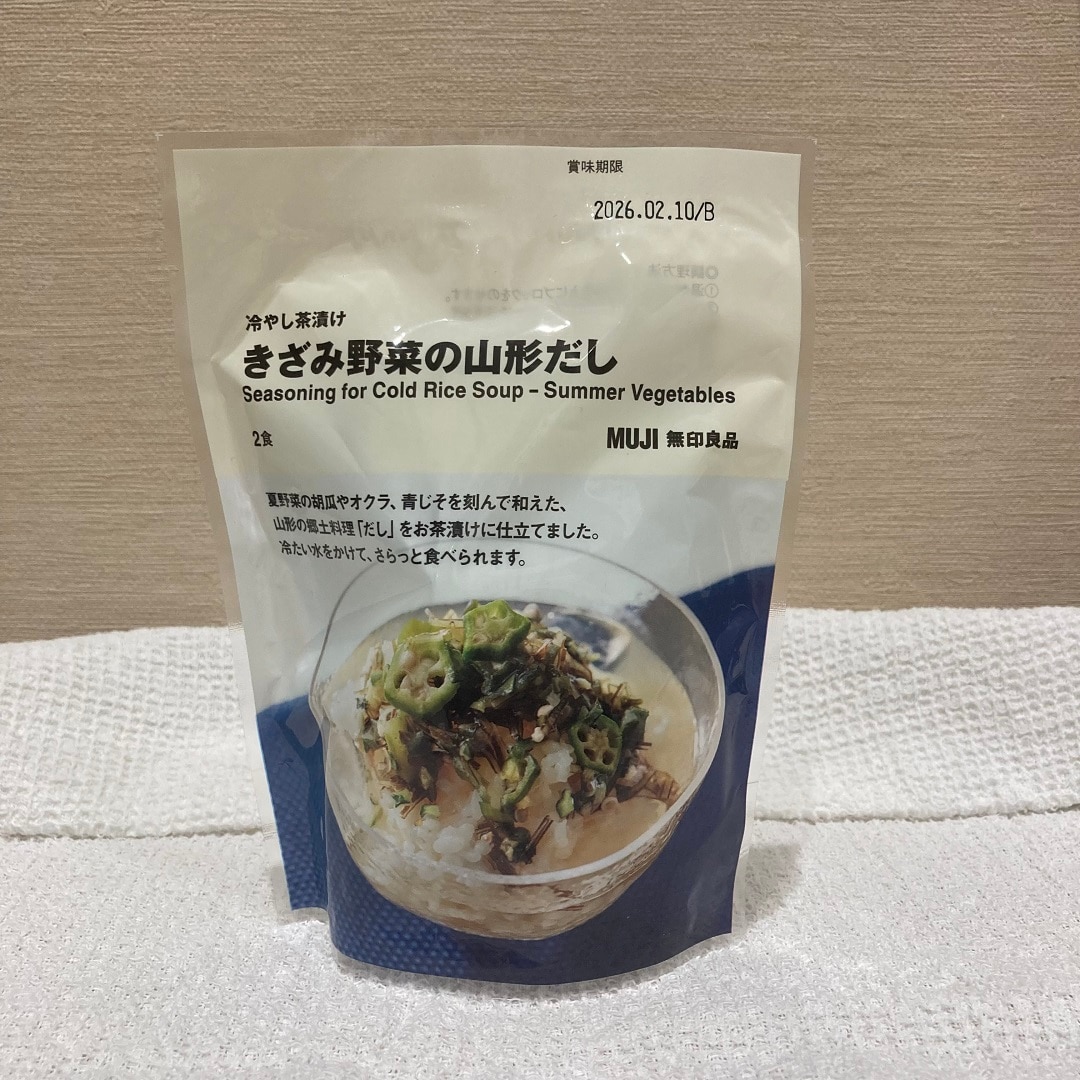 賞味期限
2026.02.10/B
冷やし茶漬け
きざみ野菜の山形だし
Seasoning for Cold Rice Soup – Summer Vegetables
2食
MUJI 無印良品
夏野菜の胡瓜やオクラ、青じそを刻んで和えた、
山形の郷土料理「だし」をお茶漬けに仕立てました。
冷たい水をかけて、さらっと食べられます。